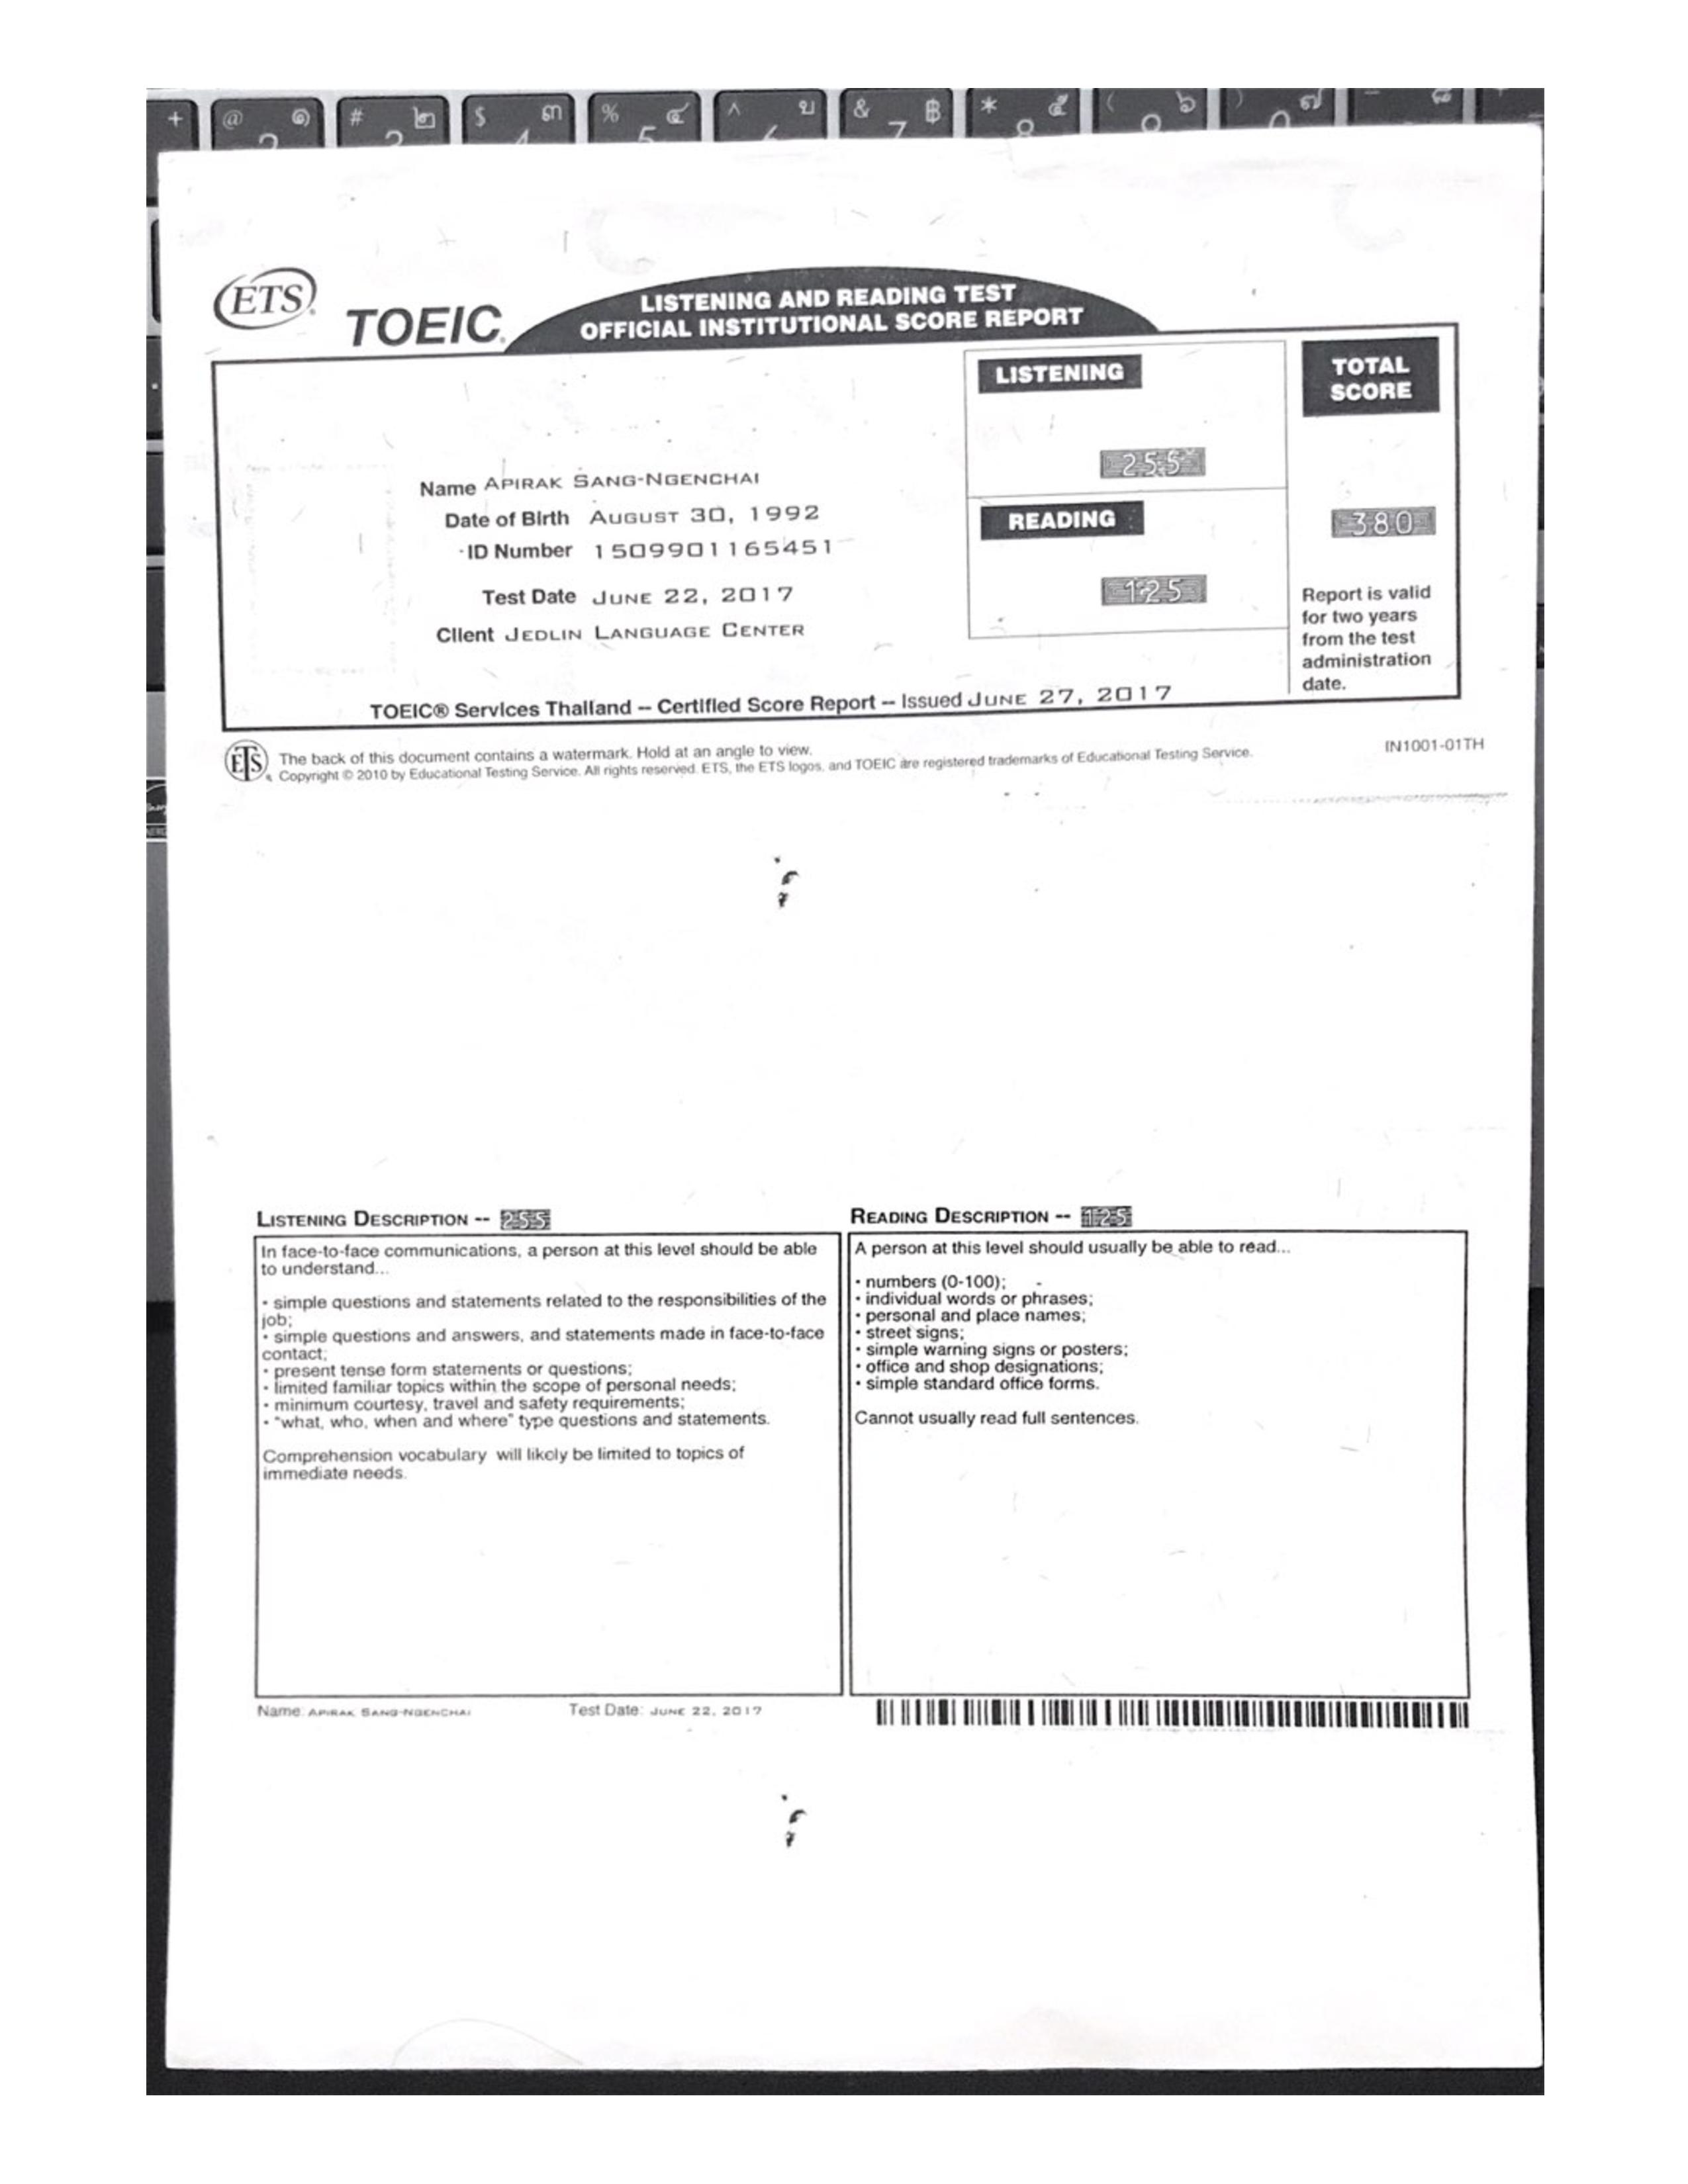 + @ ๑ # ๒ $ ๓ % ๔ ^ ู & ฿ * ๕ ( ๖ ) ๗ ๘
ETS
TOEIC
LISTENING AND READING TEST
OFFICIAL INSTITUTIONAL SCORE REPORT
LISTENING
255
READING
125
TOTAL
SCORE
380
Report is valid
for two years
from the test
administration
date.
Name APIRAK SANG-NGENCHAI
Date of Birth AUGUST 30, 1992
ID Number 1509901165451
Test Date JUNE 22, 2017
Client JEDLIN LANGUAGE CENTER
TOEIC® Services Thailand -- Certified Score Report -- Issued JUNE 27, 2017
ETS The back of this document contains a watermark. Hold at an angle to view.
Copyright © 2010 by Educational Testing Service. All rights reserved. ETS, the ETS logos, and TOEIC are registered trademarks of Educational Testing Service.
IN1001-01TH
LISTENING DESCRIPTION -- 255
In face-to-face communications, a person at this level should be able
to understand...
• simple questions and statements related to the responsibilities of the
job;
• simple questions and answers, and statements made in face-to-face
contact;
• present tense form statements or questions;
• limited familiar topics within the scope of personal needs;
• minimum courtesy, travel and safety requirements;
• "what, who, when and where" type questions and statements.
Comprehension vocabulary will likely be limited to topics of
immediate needs.
READING DESCRIPTION -- 125
A person at this level should usually be able to read...
• numbers (0-100);
• individual words or phrases;
• personal and place names;
• street signs;
• simple warning signs or posters;
• office and shop designations;
• simple standard office forms.
Cannot usually read full sentences.
Name: APIRAK SANG-NGENCHAI
Test Date: JUNE 22, 2017